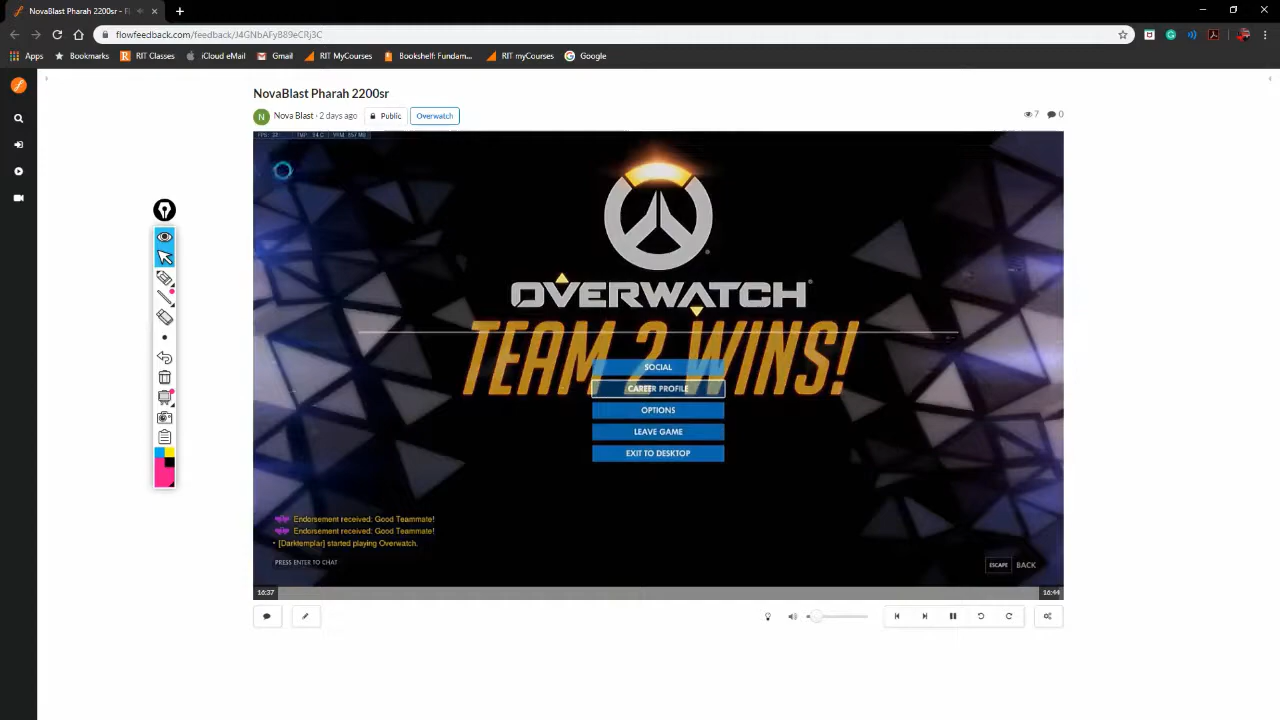 NovaBlast Pharah 2200sr - F
flowfeedback.com/feedback/J4GNbAFyB89eCRj3C
Apps Bookmarks RIT Classes iCloud eMail Gmail RIT MyCourses Bookshelf: Fundam... RIT myCourses Google
NovaBlast Pharah 2200sr
N Nova Blast · 2 days ago Public Overwatch 7 0
OVERWATCH
TEAM 2 WINS!
SOCIAL
CAREER PROFILE
OPTIONS
LEAVE GAME
EXIT TO DESKTOP
Endorsement received: Good Teammate!
Endorsement received: Good Teammate!
• [Darktemplar] started playing Overwatch.
PRESS ENTER TO CHAT
ESCAPE BACK
16:37 16:44